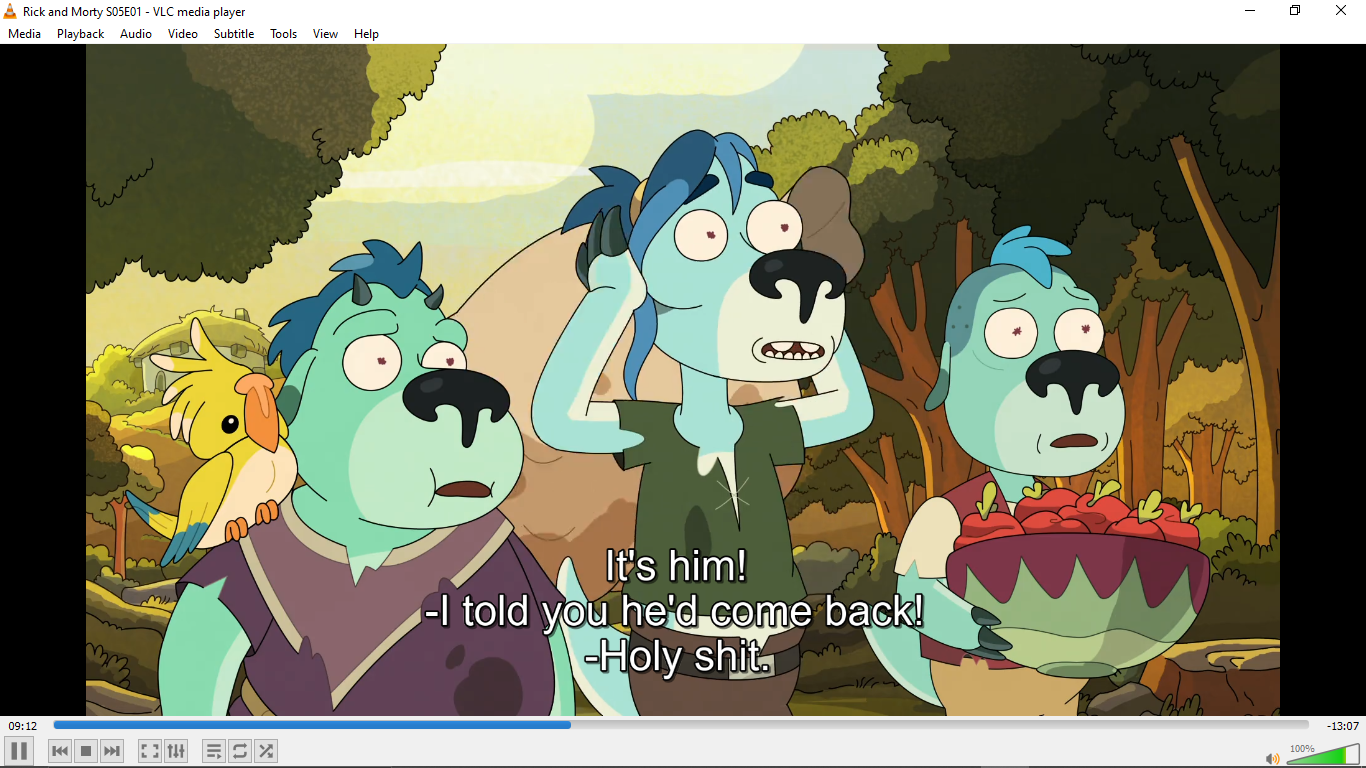 Rick and Morty S05E01 - VLC media player
Media Playback Audio Video Subtitle Tools View Help
It's him!
-I told you he'd come back!
-Holy shit.
09:12
-13:07
100%